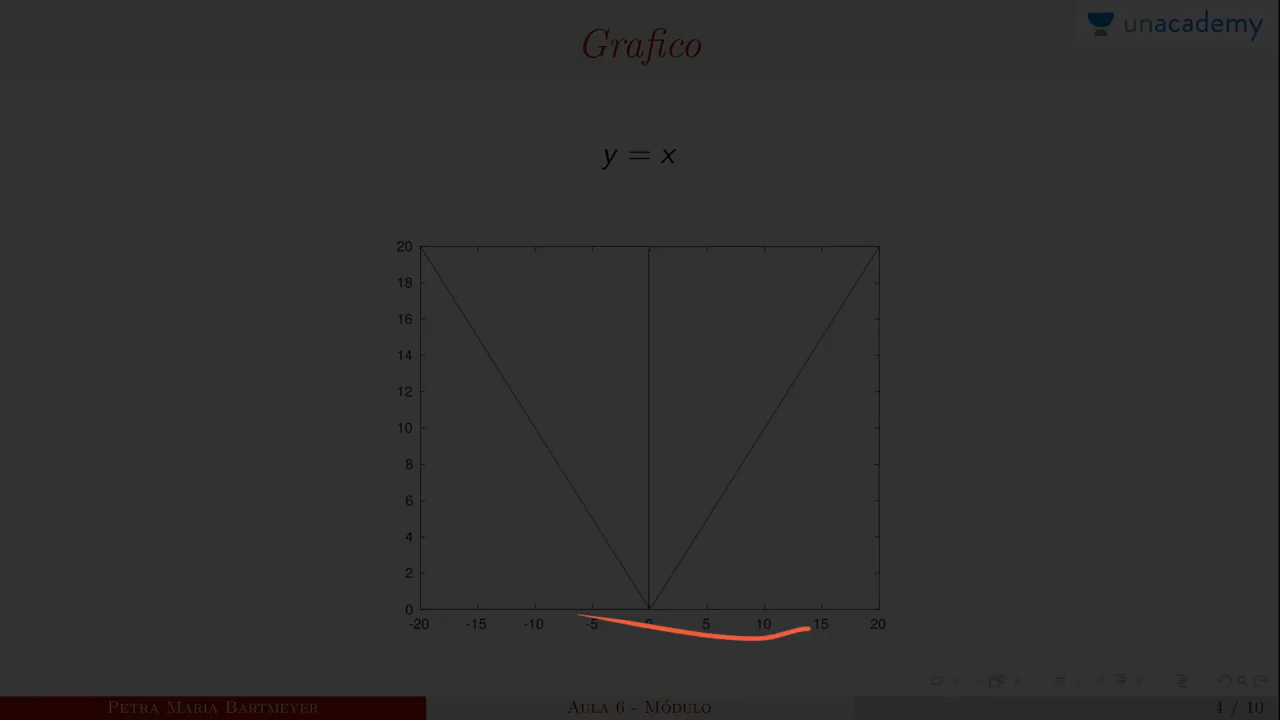 Grafico
unacademy
y = x
20
18
16
14
12
10
8
6
4
2
0
-20 -15 -10 -5 0 5 10 15 20
Petra Maria Bartmeyer
Aula 6 - Módulo
4 / 10